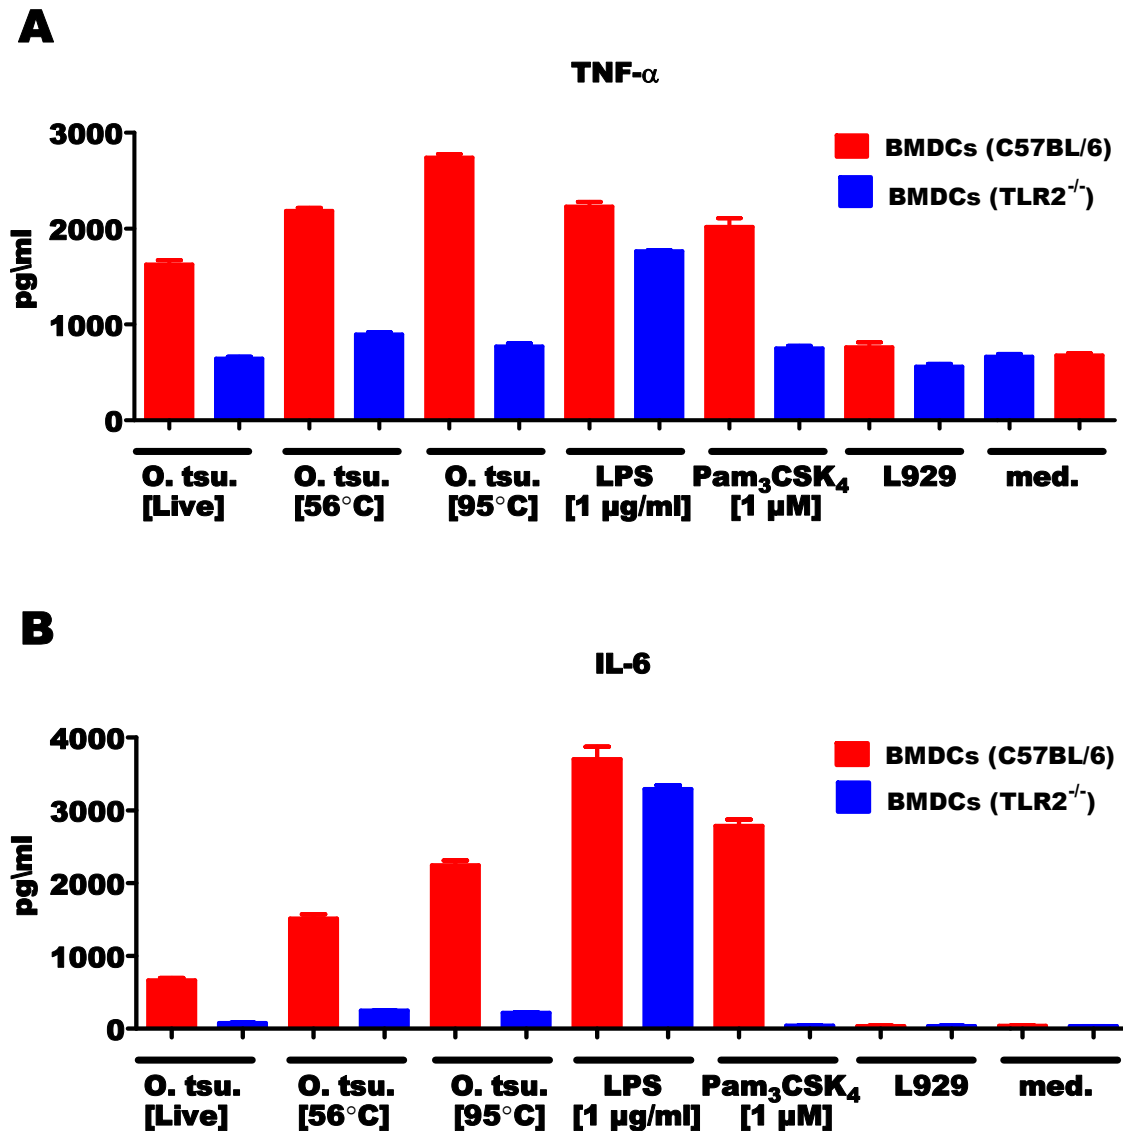 A
TNF-α
3000
2000
1000
0
pg\ml
BMDCs (C57BL/6)
BMDCs (TLR2-/-)
O. tsu. O. tsu. O. tsu. LPS Pam3CSK4 L929 med.
[Live] [56°C] [95°C] [1 µg/ml] [1 µM]
B
IL-6
4000
3000
2000
1000
0
pg\ml
BMDCs (C57BL/6)
BMDCs (TLR2-/-)
O. tsu. O. tsu. O. tsu. LPS Pam3CSK4 L929 med.
[Live] [56°C] [95°C] [1 µg/ml] [1 µM]